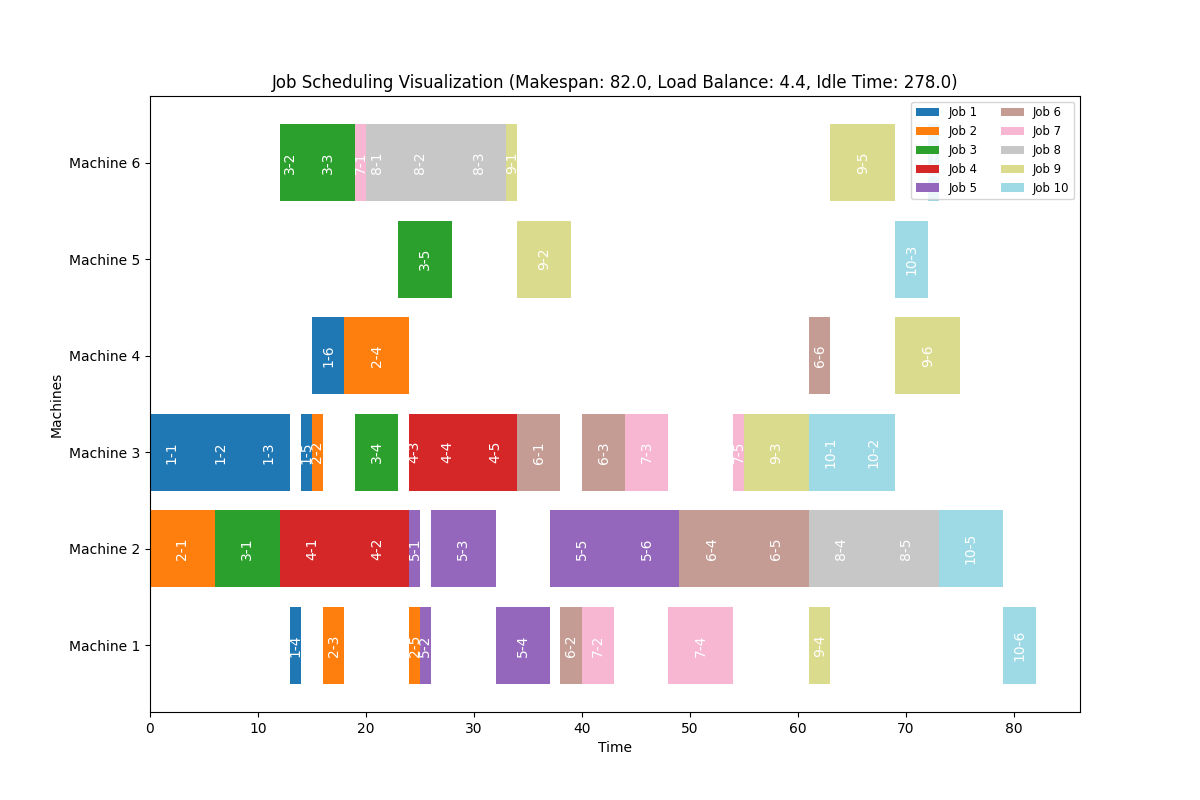 Job Scheduling Visualization (Makespan: 82.0, Load Balance: 4.4, Idle Time: 278.0)
Job 1 Job 6
Job 2 Job 7
Job 3 Job 8
Job 4 Job 9
Job 5 Job 10
Machine 6 3-2 3-3 7-1 8-1 8-2 8-3 9-1 9-5
Machine 5 3-5 9-2 10-3
Machine 4 1-6 2-4 6-6 9-6
Machine 3 1-1 1-2 1-3 1-5 2-2 3-4 4-3 4-4 4-5 6-1 6-3 7-3 7-5 9-3 10-1 10-2
Machine 2 2-1 3-1 4-1 4-2 5-1 5-3 5-5 5-6 6-4 6-5 8-4 8-5 10-5
Machine 1 1-4 2-3 2-5 5-2 5-4 6-2 7-2 7-4 9-4 10-6
Machines
0 10 20 30 40 50 60 70 80
Time